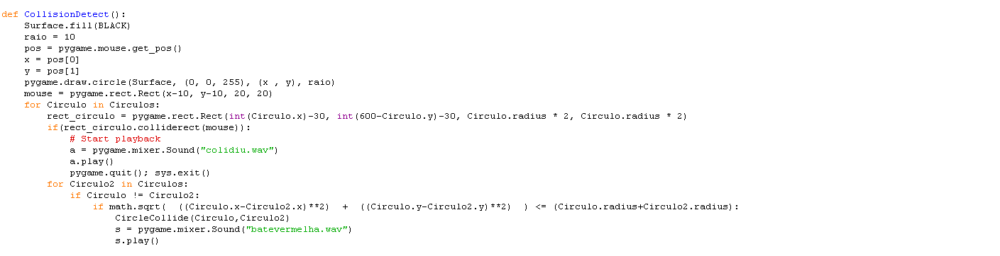 def CollisionDetect():
    Surface.fill(BLACK)
    raio = 10
    pos = pygame.mouse.get_pos()
    x = pos[0]
    y = pos[1]
    pygame.draw.circle(Surface, (0, 0, 255), (x , y), raio)
    mouse = pygame.rect.Rect(x-10, y-10, 20, 20)
    for Circulo in Circulos:
        rect_circulo = pygame.rect.Rect(int(Circulo.x)-30, int(600-Circulo.y)-30, Circulo.radius * 2, Circulo.radius * 2)
        if(rect_circulo.colliderect(mouse)):
            # Start playback
            a = pygame.mixer.Sound("colidiu.wav")
            a.play()
            pygame.quit(); sys.exit()
        for Circulo2 in Circulos:
            if Circulo != Circulo2:
                if math.sqrt(  ((Circulo.x-Circulo2.x)**2)  +  ((Circulo.y-Circulo2.y)**2)  ) <= (Circulo.radius+Circulo2.radius):
                    CircleCollide(Circulo,Circulo2)
                    s = pygame.mixer.Sound("batevermelha.wav")
                    s.play()